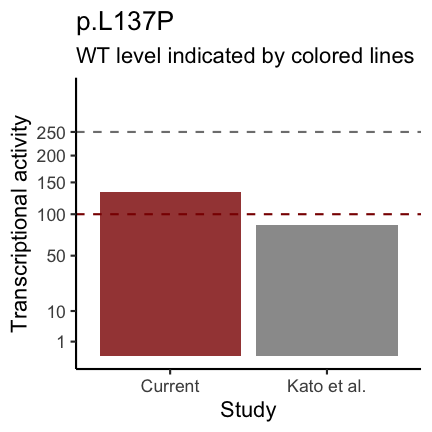 p.L137P
WT level indicated by colored lines
Transcriptional activity
250
200
150
100
50
10
1
Current
Kato et al.
Study